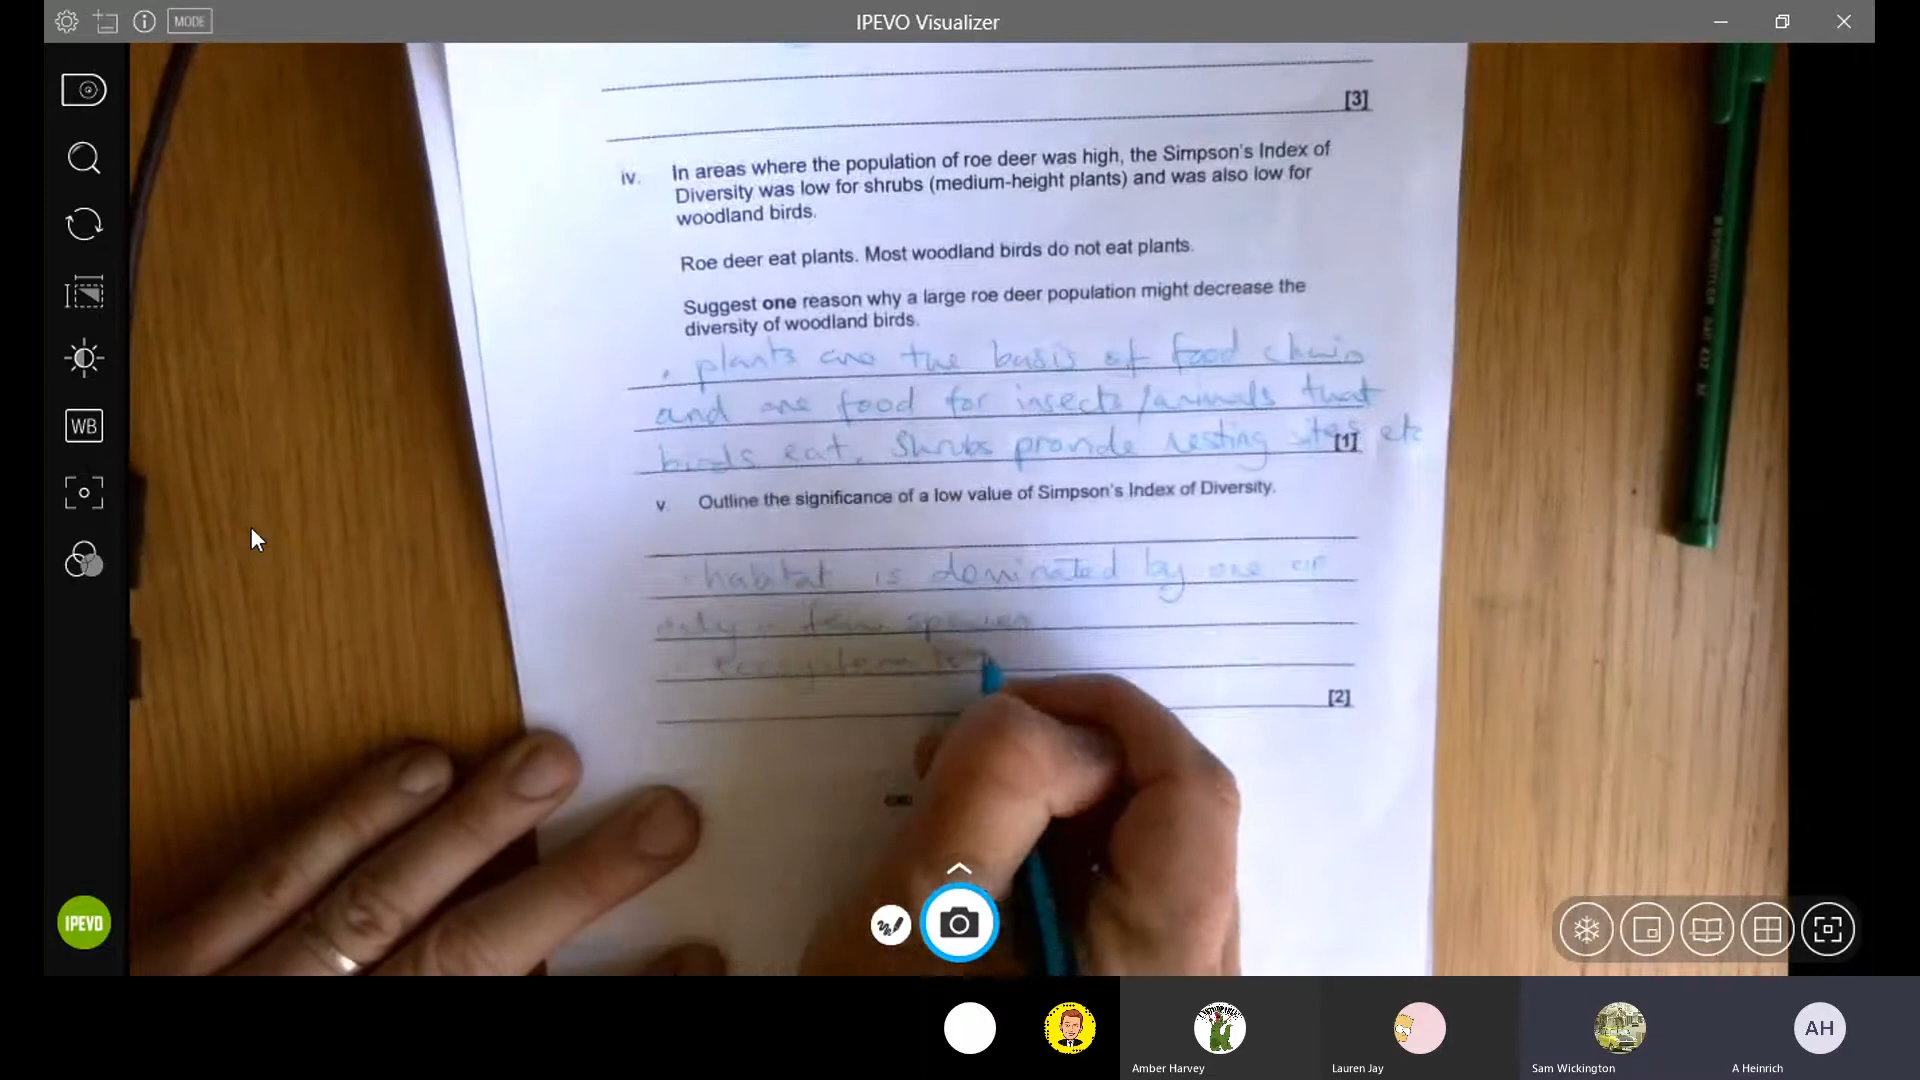 MODE
IPEVO Visualizer
[3]
iv. In areas where the population of roe deer was high, the Simpson's Index of
Diversity was low for shrubs (medium-height plants) and was also low for
woodland birds.
Roe deer eat plants. Most woodland birds do not eat plants.
Suggest one reason why a large roe deer population might decrease the
diversity of woodland birds.
. plants are the basis of food chain
and are food for insects/animals that
birds eat. Shrubs provide nesting sites etc
[1]
v. Outline the significance of a low value of Simpson's Index of Diversity.
. habitat is dominated by one or
only a few species.
. ecosystem
[2]
WB
IPEVO
Amber Harvey
Lauren Jay
Sam Wickington
AH
A Heinrich